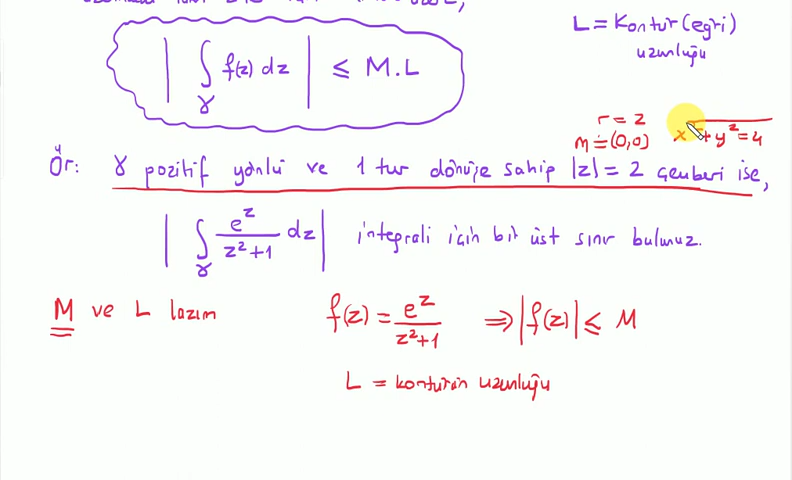 L = Kontur (eğri)
uzunluğu
| ∫γ f(z) dz | ≤ M.L
r = 2
m = (0,0)
x² + y² = 4
Ör: γ pozitif yönlü ve 1 tur dönüşe sahip |z| = 2 çemberi ise,
| ∫γ e^z / (z²+1) dz | integrali için bir üst sınır bulunuz.
M ve L lazım
f(z) = e^z / (z²+1) ⇒ |f(z)| ≤ M
L = konturun uzunluğu